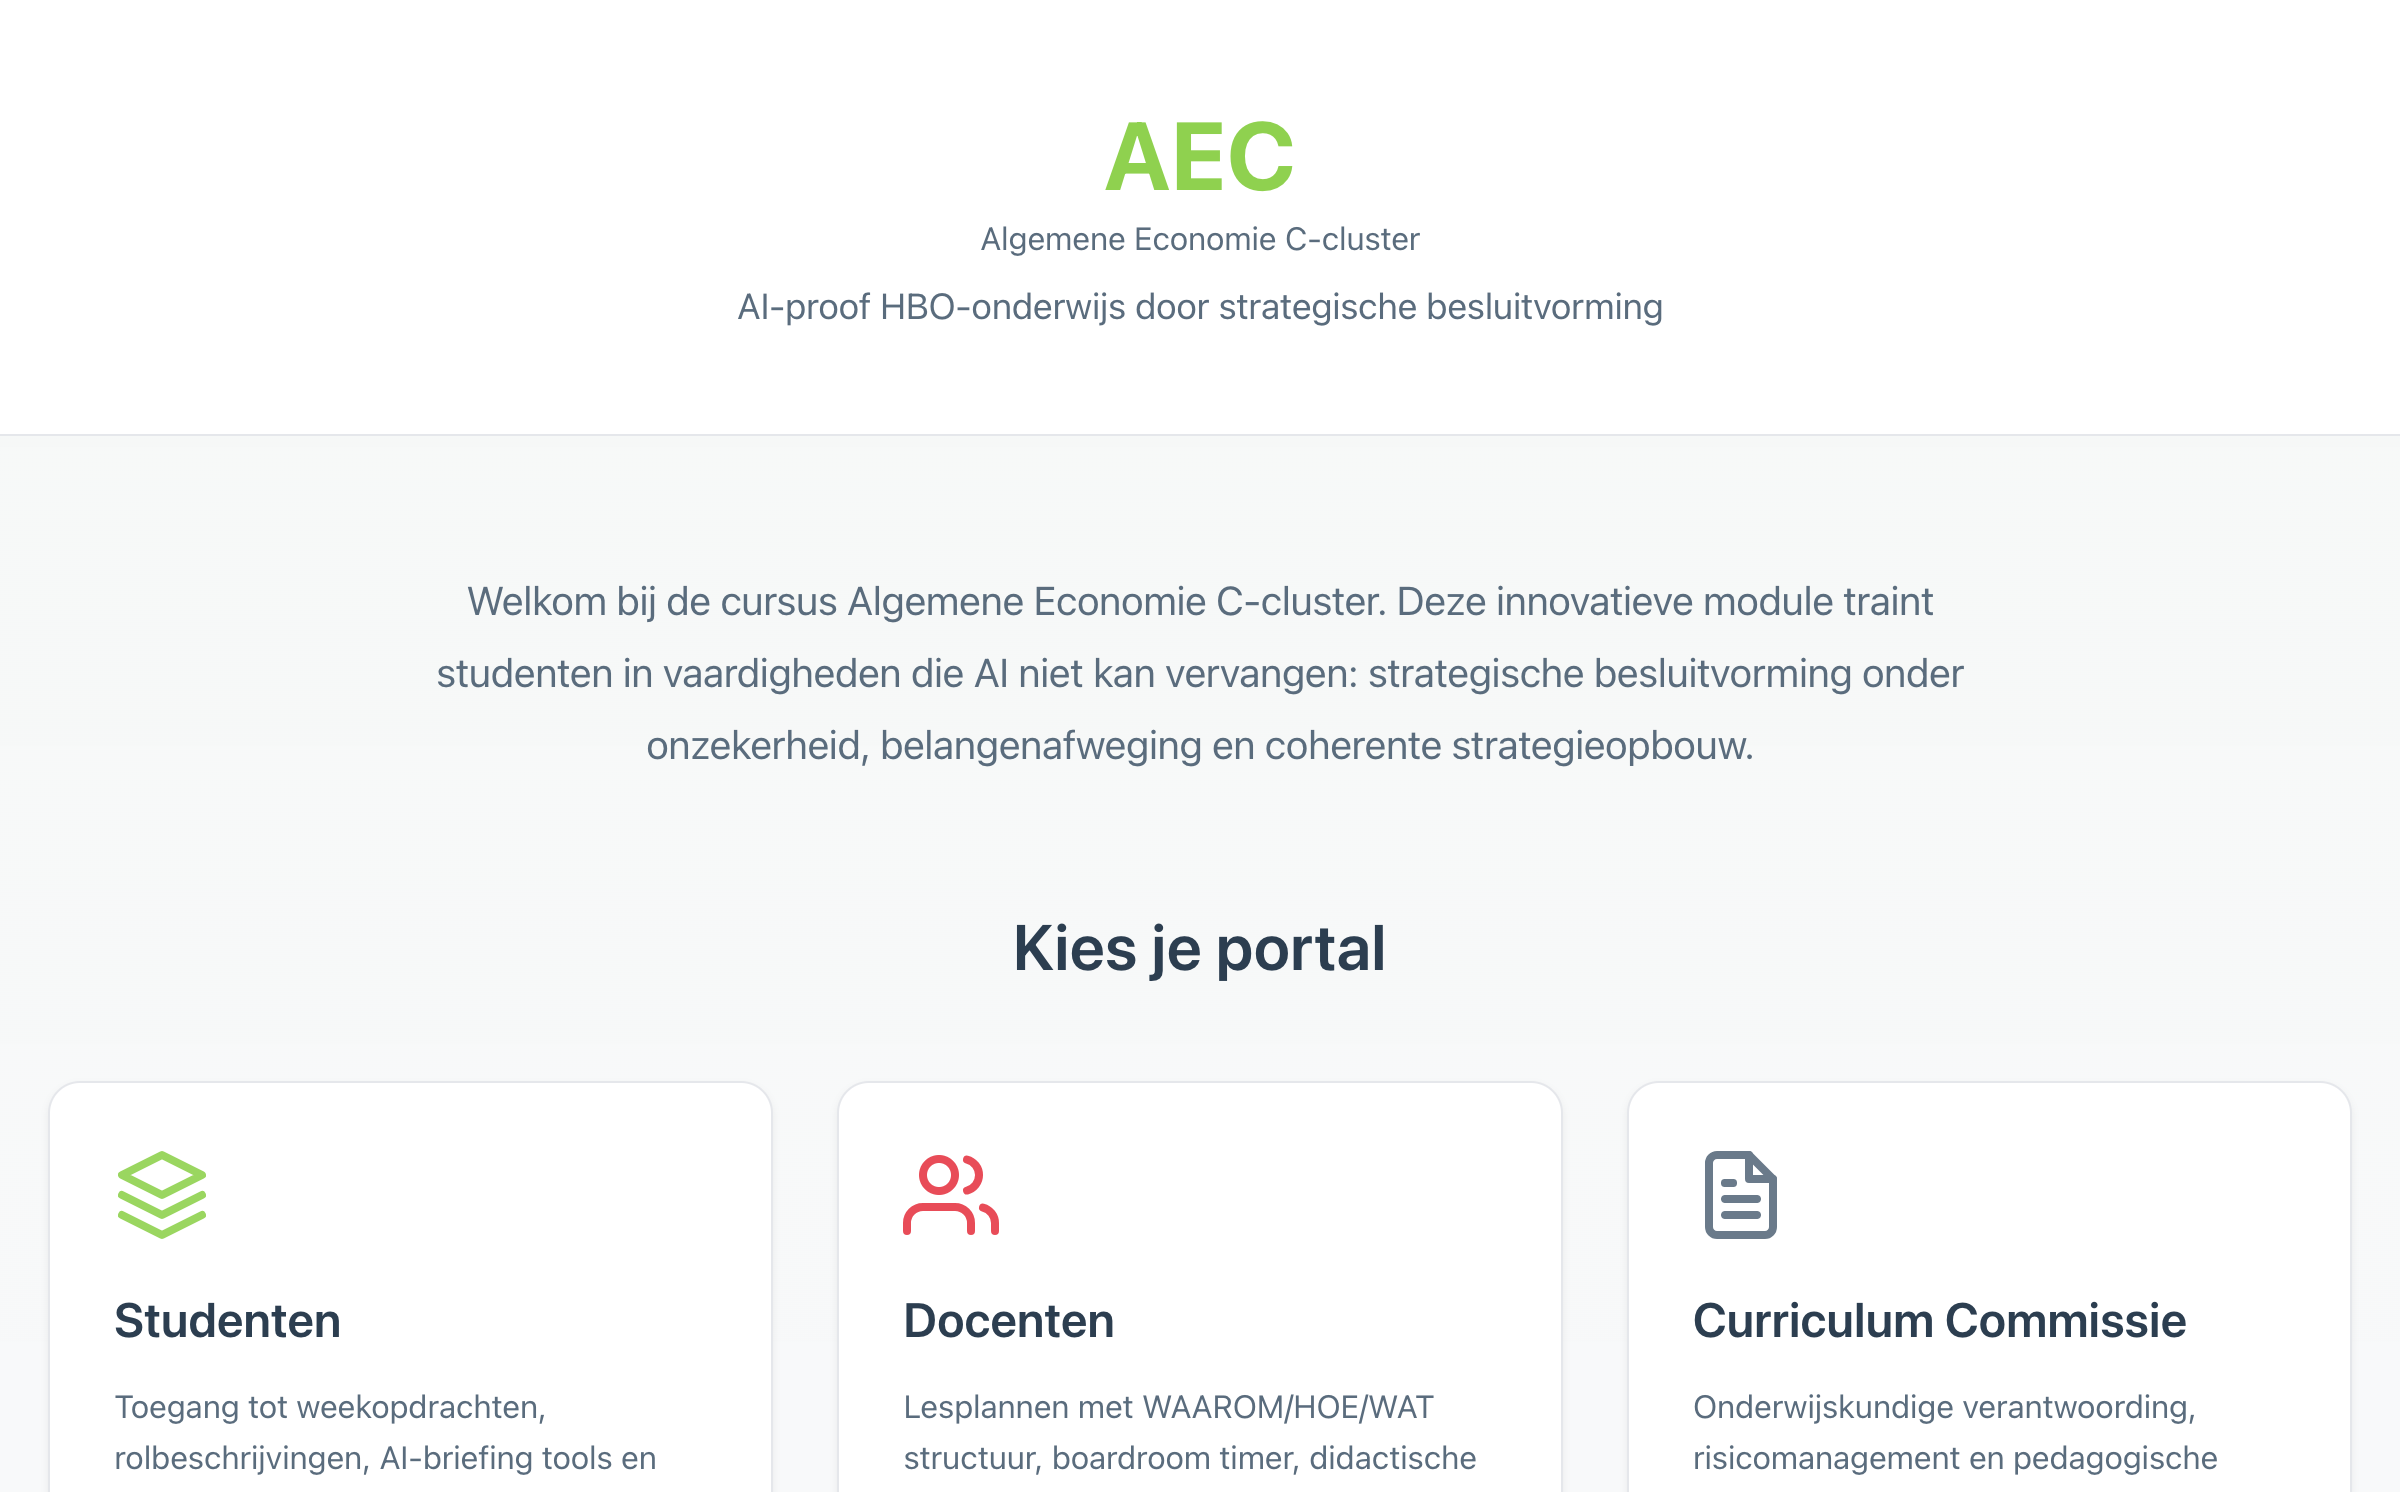 AEC
Algemene Economie C-cluster
AI-proof HBO-onderwijs door strategische besluitvorming
Welkom bij de cursus Algemene Economie C-cluster. Deze innovatieve module traint
studenten in vaardigheden die AI niet kan vervangen: strategische besluitvorming onder
onzekerheid, belangenafweging en coherente strategieopbouw.
Kies je portal
Studenten
Toegang tot weekopdrachten,
rolbeschrijvingen, AI-briefing tools en
Docenten
Lesplannen met WAAROM/HOE/WAT
structuur, boardroom timer, didactische
Curriculum Commissie
Onderwijskundige verantwoording,
risicomanagement en pedagogische